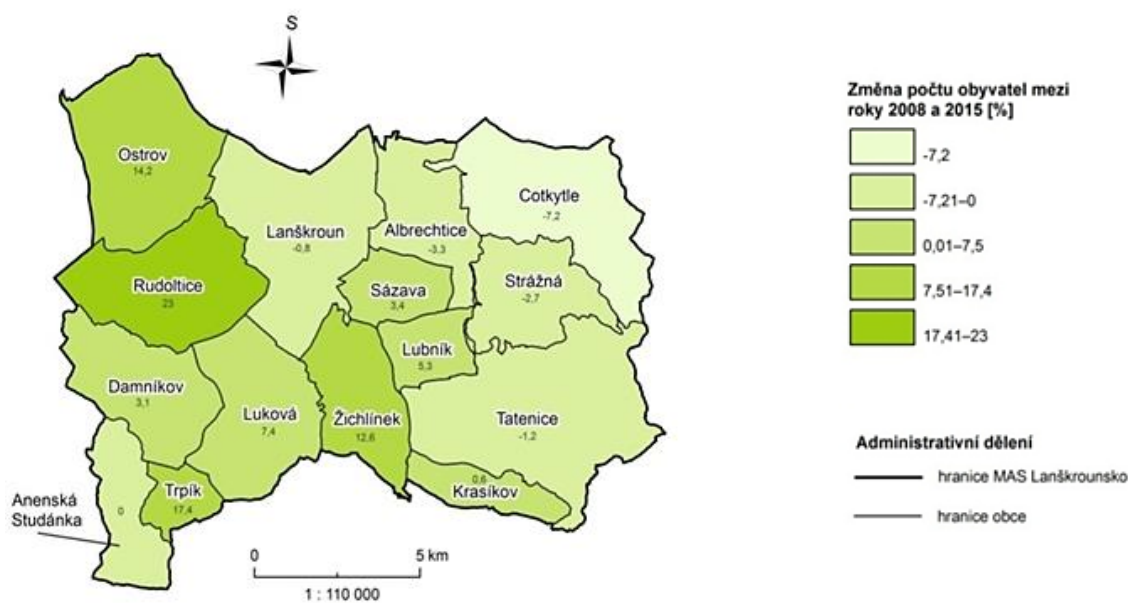 S
Ostrov
14,2
Lanškroun
-0,8
Albrechtice
-3,3
Cotkytle
-7,2
Rudoltice
23
Sázava
3,4
Strážná
-2,7
Lubník
5,3
Damníkov
3,1
Luková
7,4
Žichlínek
12,6
Tatenice
-1,2
Krasíkov
0,6
Trpík
17,4
Anenská
Studánka
0
0 5 km
1 : 110 000
Změna počtu obyvatel mezi
roky 2008 a 2015 [%]
-7,2
-7,21–0
0,01–7,5
7,51–17,4
17,41–23
Administrativní dělení
hranice MAS Lanškrounsko
hranice obce